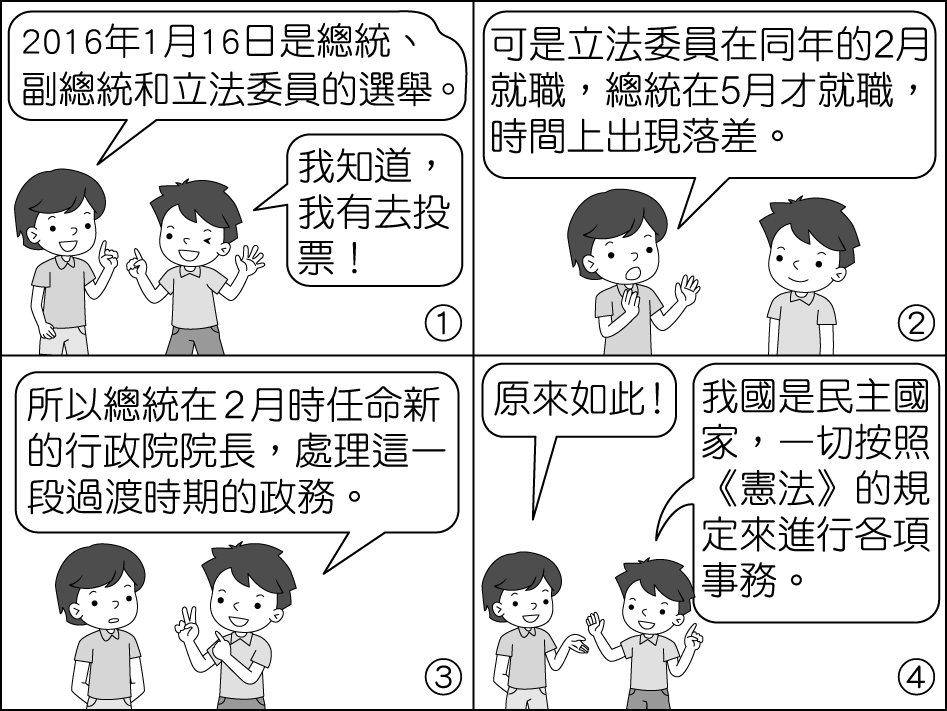 2016年1月16日是總統、
副總統和立法委員的選舉。
我知道，
我有去投
票！
①
可是立法委員在同年的2月
就職，總統在5月才就職，
時間上出現落差。
②
所以總統在２月時任命新
的行政院院長，處理這一
段過渡時期的政務。
③
原來如此!
我國是民主國
家，一切按照
《憲法》的規
定來進行各項
事務。
④